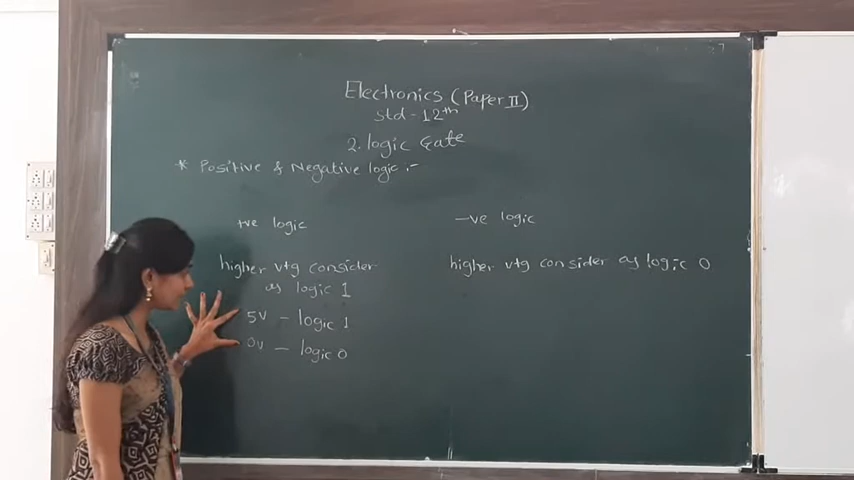 Electronics (Paper II)
std - 12th
2. logic Gate
* Positive & Negative logic :-
+ve logic
higher vtg consider
as logic 1
5V - logic 1
0V - logic 0
-ve logic
higher vtg consider as logic 0